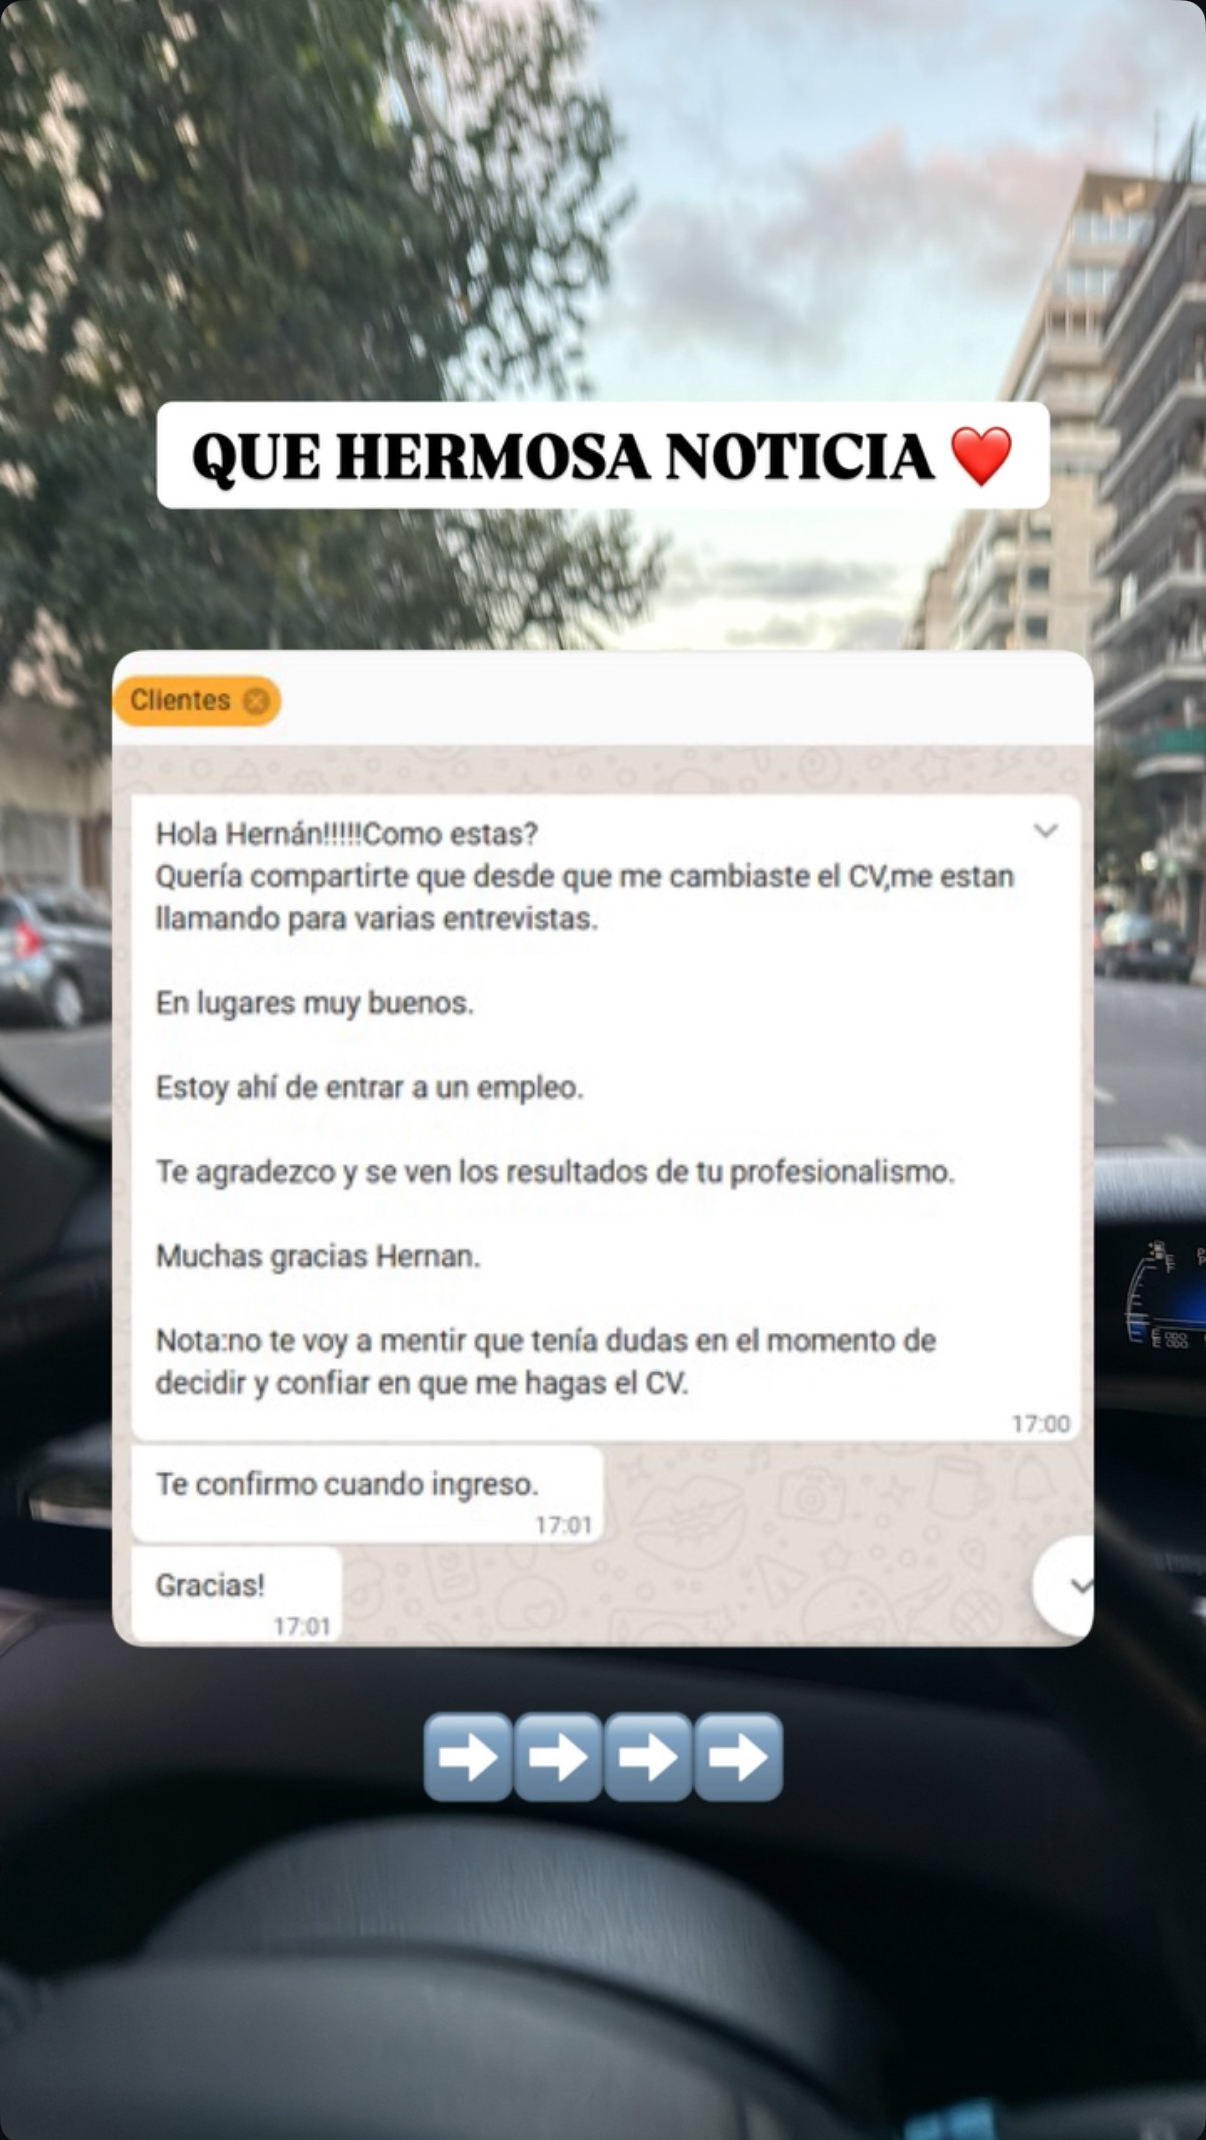 QUE HERMOSA NOTICIA ❤️
Clientes
Hola Hernán!!!!!Como estas?
Quería compartirte que desde que me cambiaste el CV,me estan
llamando para varias entrevistas.
En lugares muy buenos.
Estoy ahí de entrar a un empleo.
Te agradezco y se ven los resultados de tu profesionalismo.
Muchas gracias Hernan.
Nota:no te voy a mentir que tenía dudas en el momento de
decidir y confiar en que me hagas el CV.
17:00
Te confirmo cuando ingreso.
17:01
Gracias!
17:01
➡️➡️➡️➡️